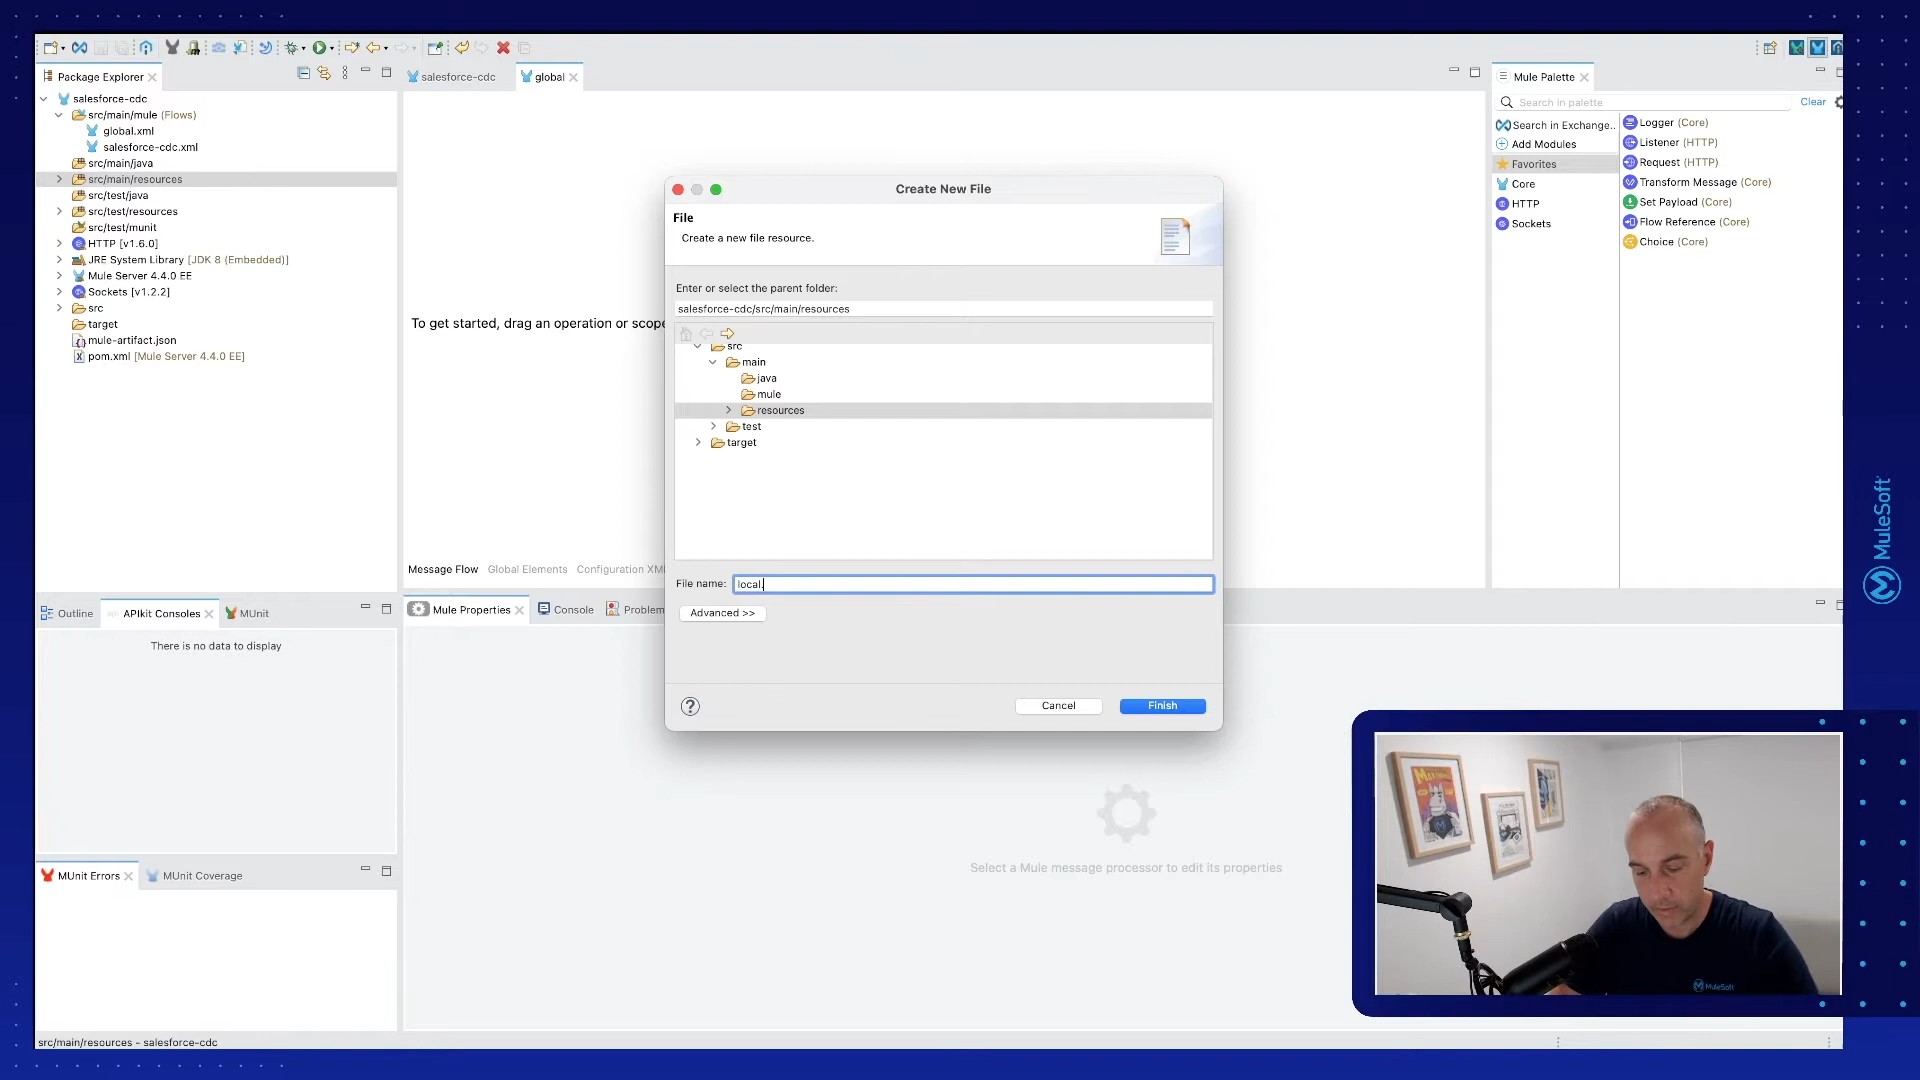 Package Explorer
salesforce-cdc
src/main/mule (Flows)
global.xml
salesforce-cdc.xml
src/main/java
src/main/resources
src/test/java
src/test/resources
src/test/munit
HTTP [v1.6.0]
JRE System Library [JDK 8 (Embedded)]
Mule Server 4.4.0 EE
Sockets [v1.2.2]
src
target
mule-artifact.json
pom.xml [Mule Server 4.4.0 EE]
salesforce-cdc
global
To get started, drag an operation or scope
Message Flow
Global Elements
Configuration XM
Create New File
File
Create a new file resource.
Enter or select the parent folder:
salesforce-cdc/src/main/resources
src
main
java
mule
resources
test
target
File name:
local.
Advanced >>
Cancel
Finish
Mule Palette
Search in palette
Clear
Search in Exchange..
Add Modules
Favorites
Core
HTTP
Sockets
Logger (Core)
Listener (HTTP)
Request (HTTP)
Transform Message (Core)
Set Payload (Core)
Flow Reference (Core)
Choice (Core)
Outline
APIkit Consoles
MUnit
There is no data to display
Mule Properties
Console
Problem
Select a Mule message processor to edit its properties
MUnit Errors
MUnit Coverage
src/main/resources - salesforce-cdc
MuleSoft
MuleSoft